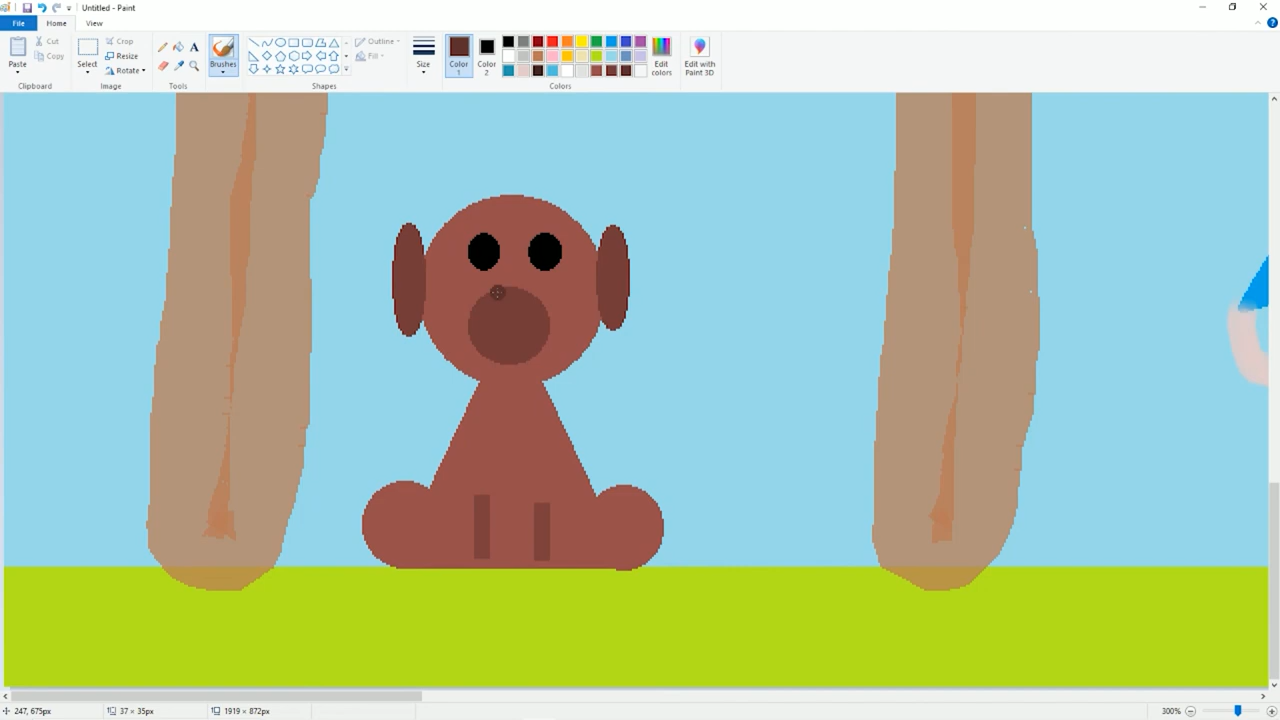 Untitled - Paint
File Home View
Paste
Cut
Copy
Clipboard
Select
Crop
Resize
Rotate
Image
A
Tools
Brushes
Outline
Fill
Shapes
Size
Color 1
Color 2
Edit colors
Colors
Edit with Paint 3D
247, 675px
37 × 35px
1919 × 872px
300%